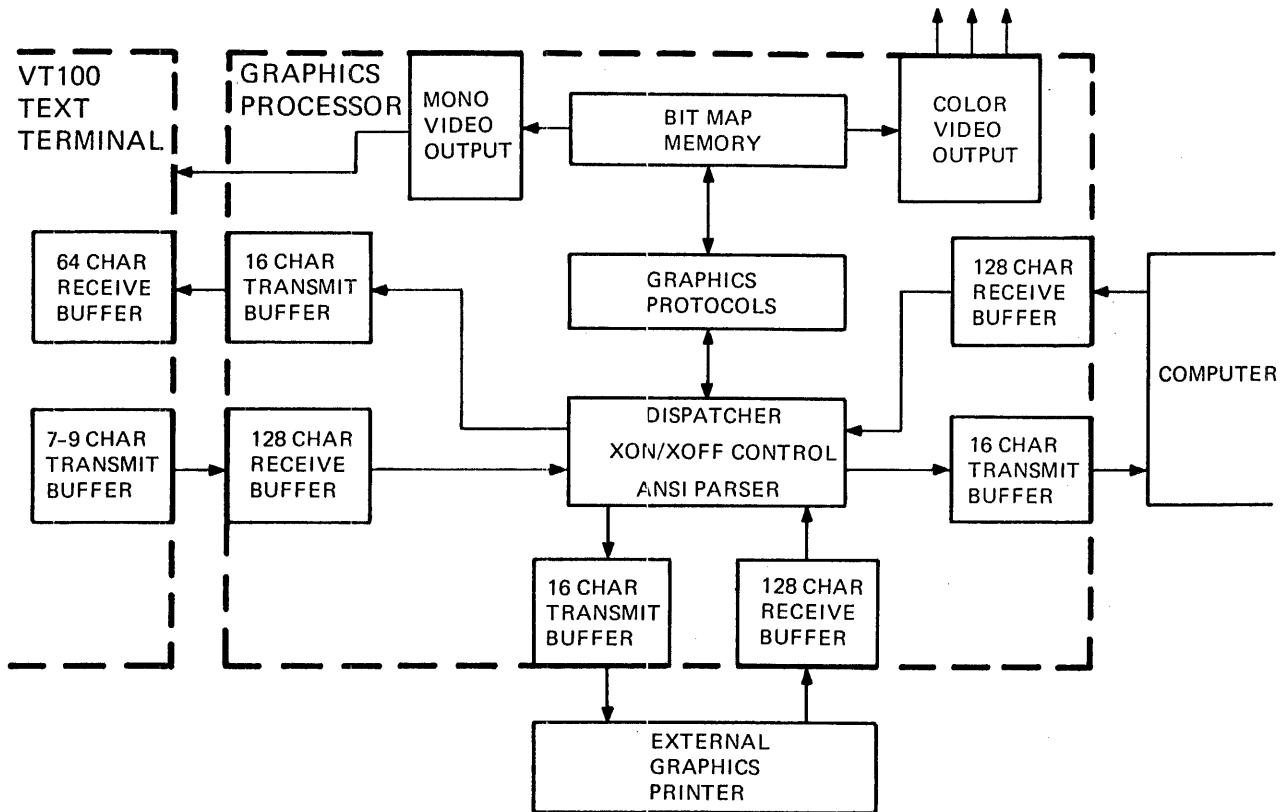 VT100
TEXT
TERMINAL
GRAPHICS
PROCESSOR
MONO
VIDEO
OUTPUT
BIT MAP
MEMORY
COLOR
VIDEO
OUTPUT
64 CHAR
RECEIVE
BUFFER
16 CHAR
TRANSMIT
BUFFER
GRAPHICS
PROTOCOLS
128 CHAR
RECEIVE
BUFFER
COMPUTER
7-9 CHAR
TRANSMIT
BUFFER
128 CHAR
RECEIVE
BUFFER
DISPATCHER
XON/XOFF CONTROL
ANSI PARSER
16 CHAR
TRANSMIT
BUFFER
16 CHAR
TRANSMIT
BUFFER
128 CHAR
RECEIVE
BUFFER
EXTERNAL
GRAPHICS
PRINTER